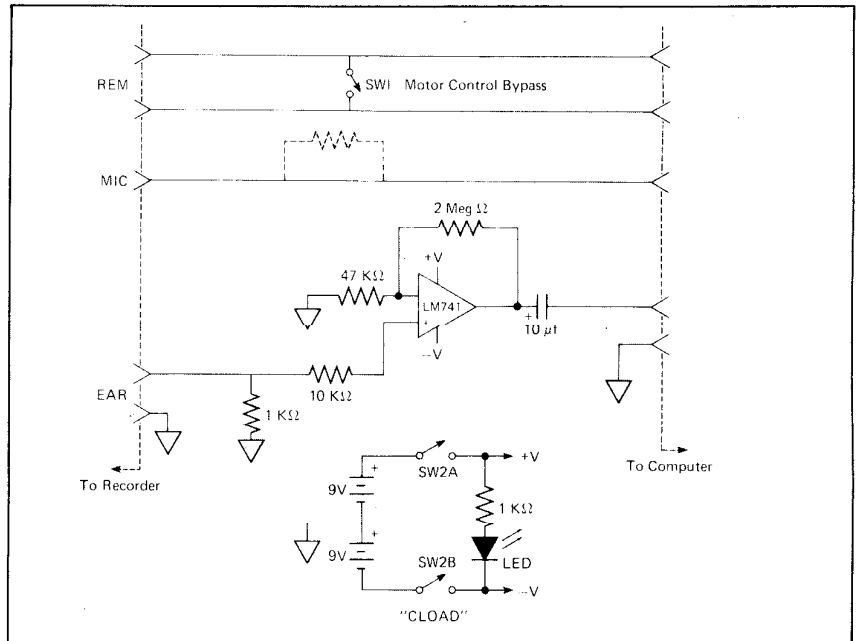 REM
SW1 Motor Control Bypass
MIC
2 Meg Ω
47 KΩ
+V
LM741
+
–V
+
10 μf
EAR
10 KΩ
1 KΩ
To Recorder
To Computer
+
SW2A
+V
9V
1 KΩ
+
9V
SW2B
LED
–V
"CLOAD"